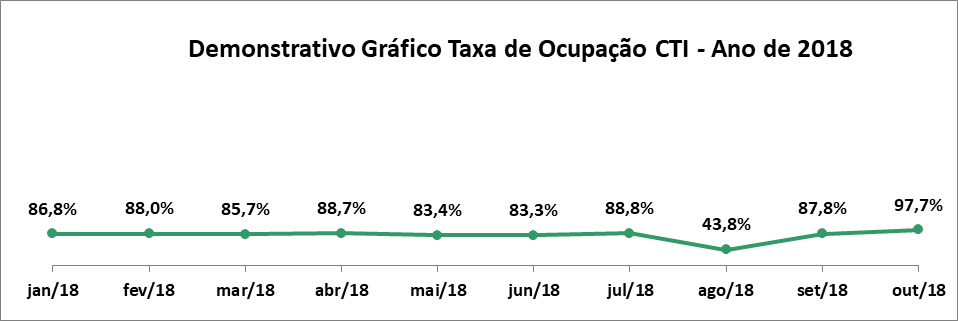 Demonstrativo Gráfico Taxa de Ocupação CTI - Ano de 2018
86,8% 88,0% 85,7% 88,7% 83,4% 83,3% 88,8% 43,8% 87,8% 97,7%
jan/18 fev/18 mar/18 abr/18 mai/18 jun/18 jul/18 ago/18 set/18 out/18